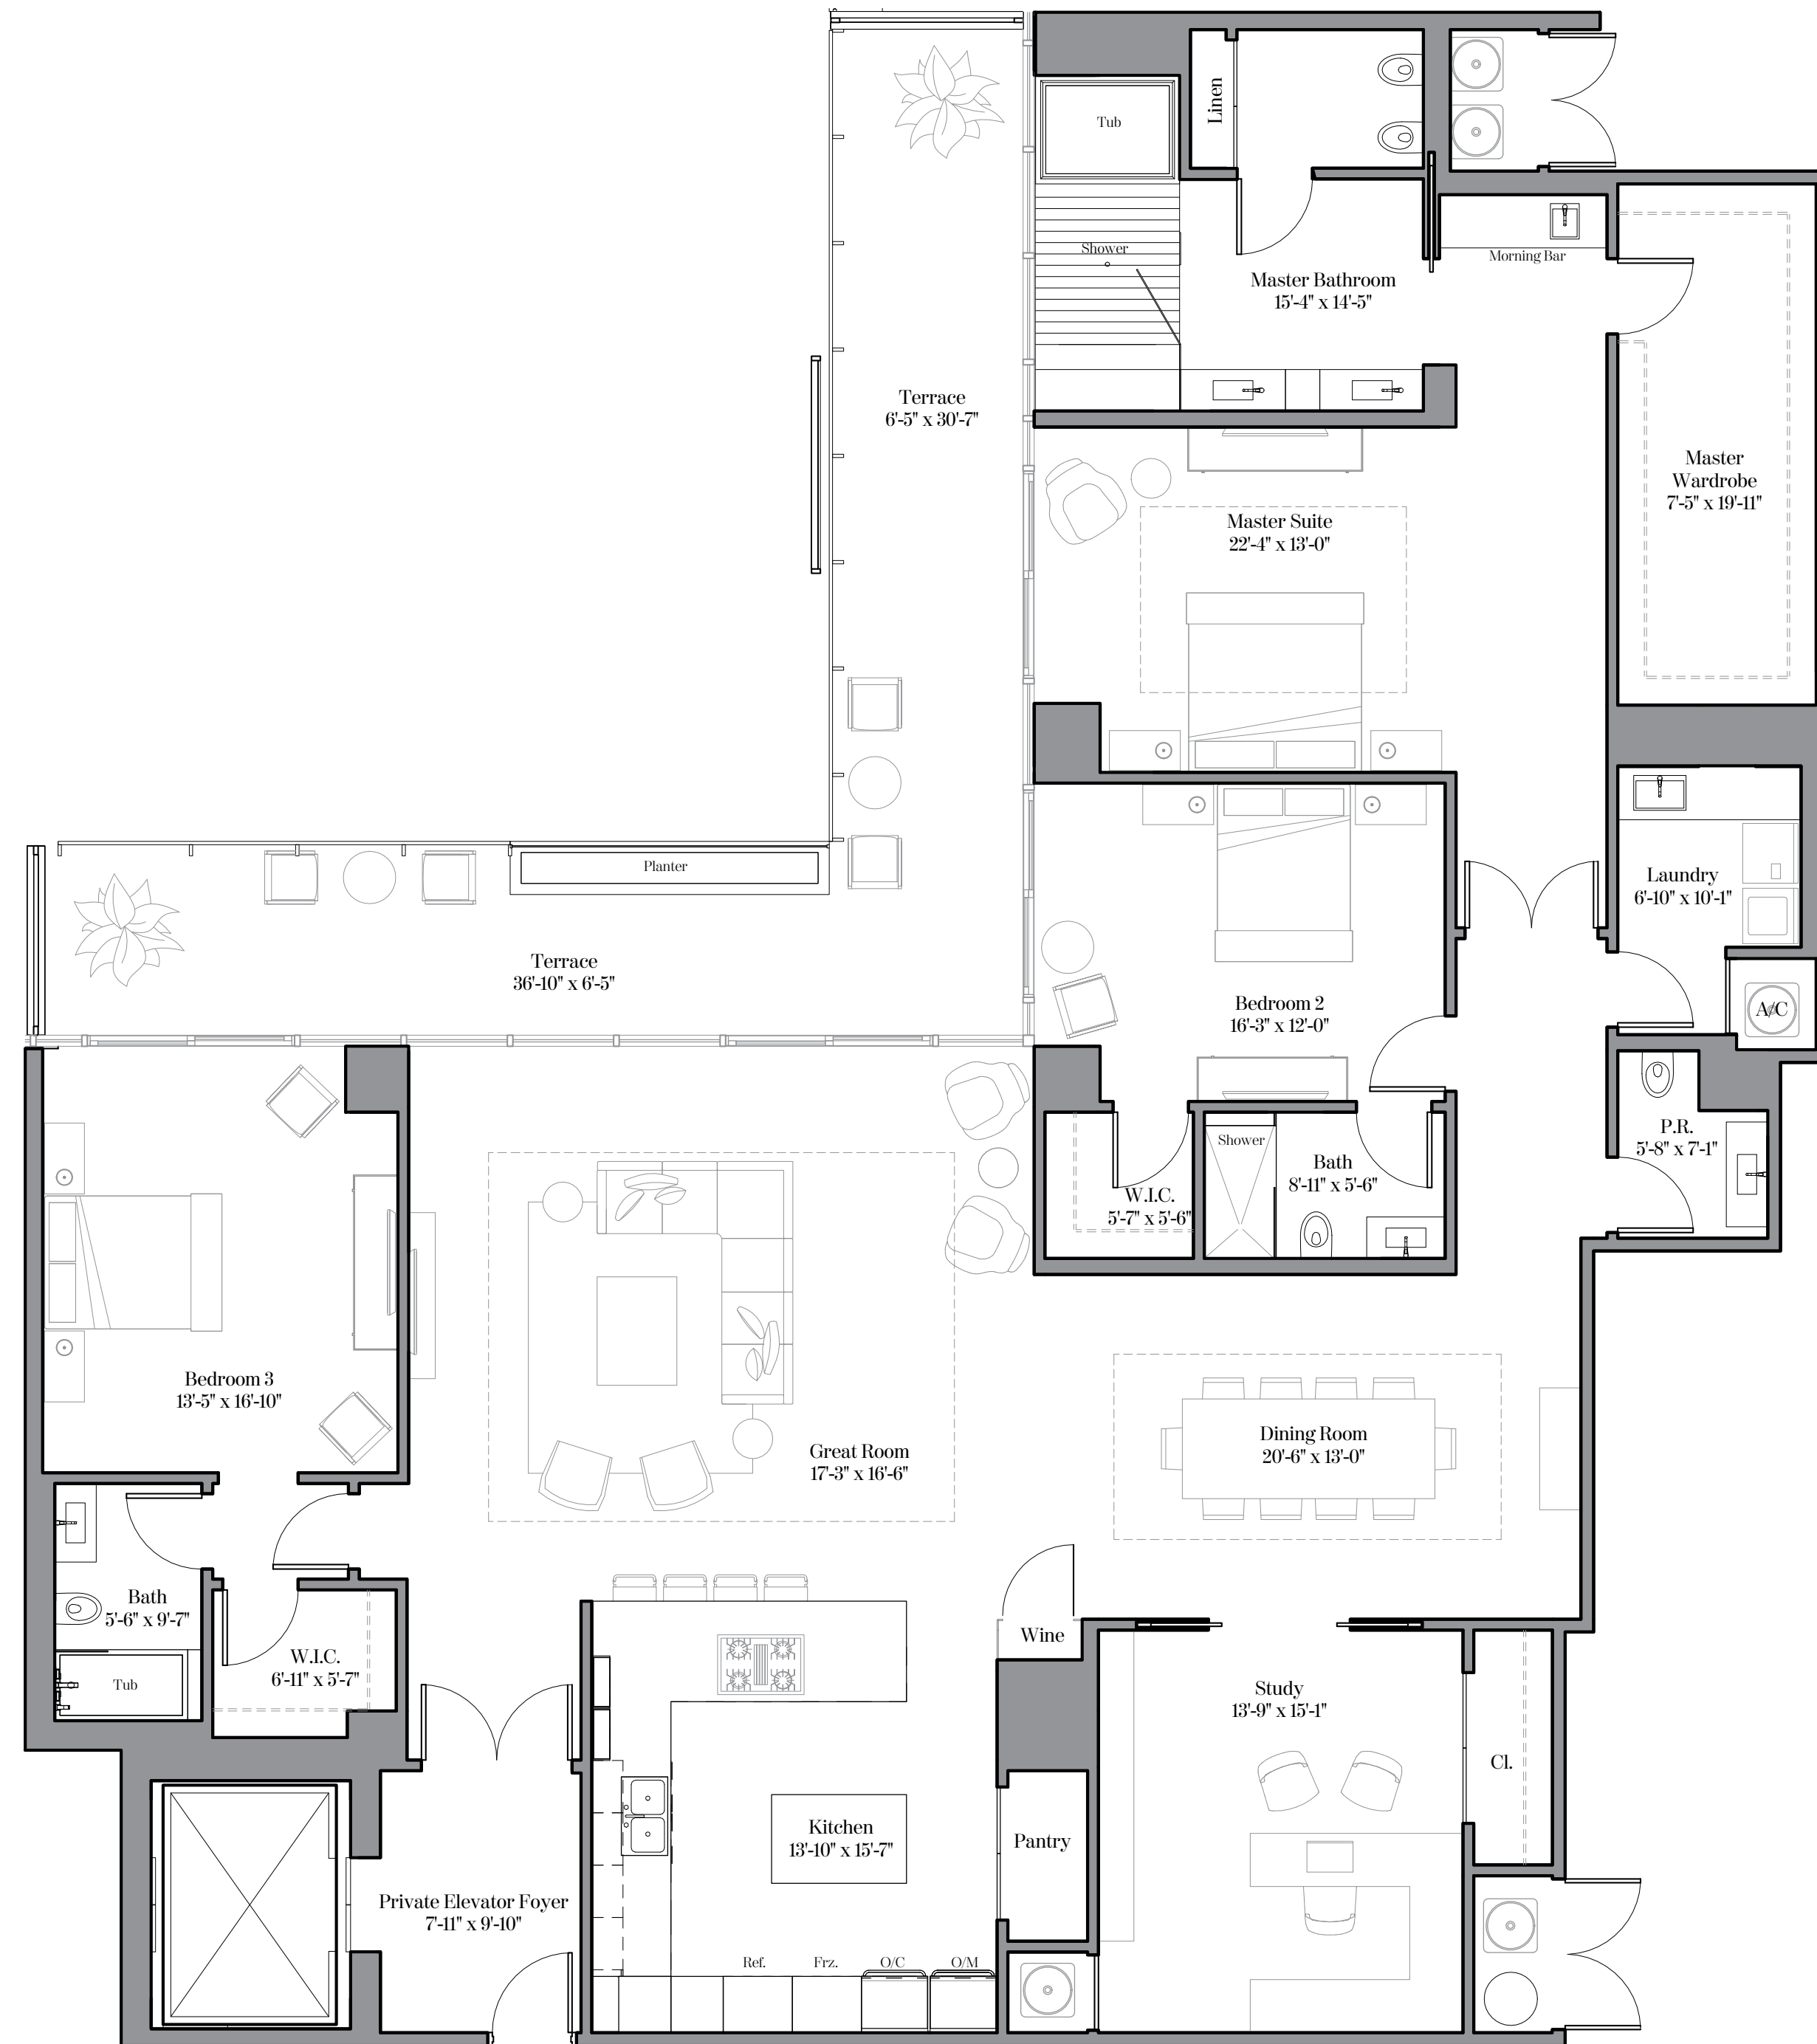 Linen
Tub
Shower
Morning Bar
Master Bathroom
15'-4" x 14'-5"
Terrace
6'-5" x 30'-7"
Master
Wardrobe
7'-5" x 19'-11"
Master Suite
22'-4" x 13'-0"
Planter
Laundry
6'-10" x 10'-1"
Terrace
36'-10" x 6'-5"
Bedroom 2
16'-3" x 12'-0"
A/C
P.R.
5'-8" x 7'-1"
Shower
Bath
8'-11" x 5'-6"
W.I.C.
5'-7" x 5'-6"
Bedroom 3
13'-5" x 16'-10"
Great Room
17'-3" x 16'-6"
Dining Room
20'-6" x 13'-0"
Bath
5'-6" x 9'-7"
Wine
W.I.C.
6'-11" x 5'-7"
Tub
Study
13'-9" x 15'-1"
Cl.
Kitchen
13'-10" x 15'-7"
Pantry
Private Elevator Foyer
7'-11" x 9'-10"
Ref.
Frz.
O/C
O/M